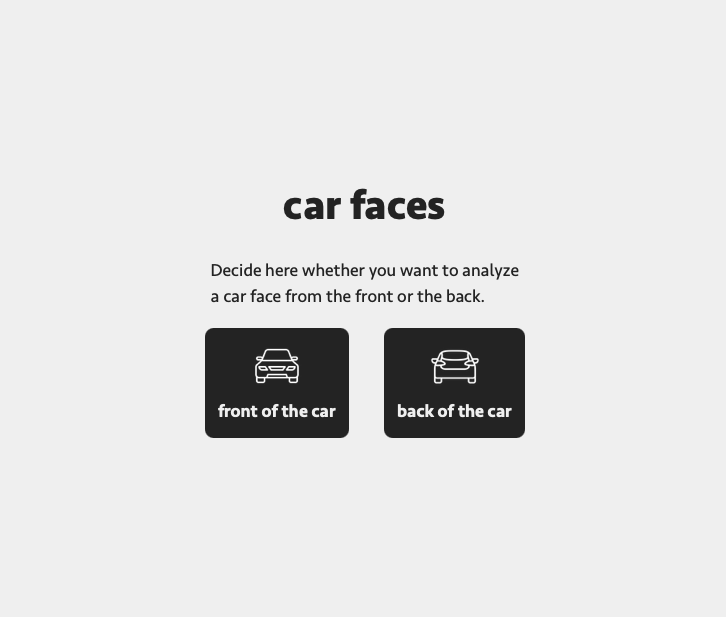 car faces
Decide here whether you want to analyze
a car face from the front or the back.
front of the car
back of the car